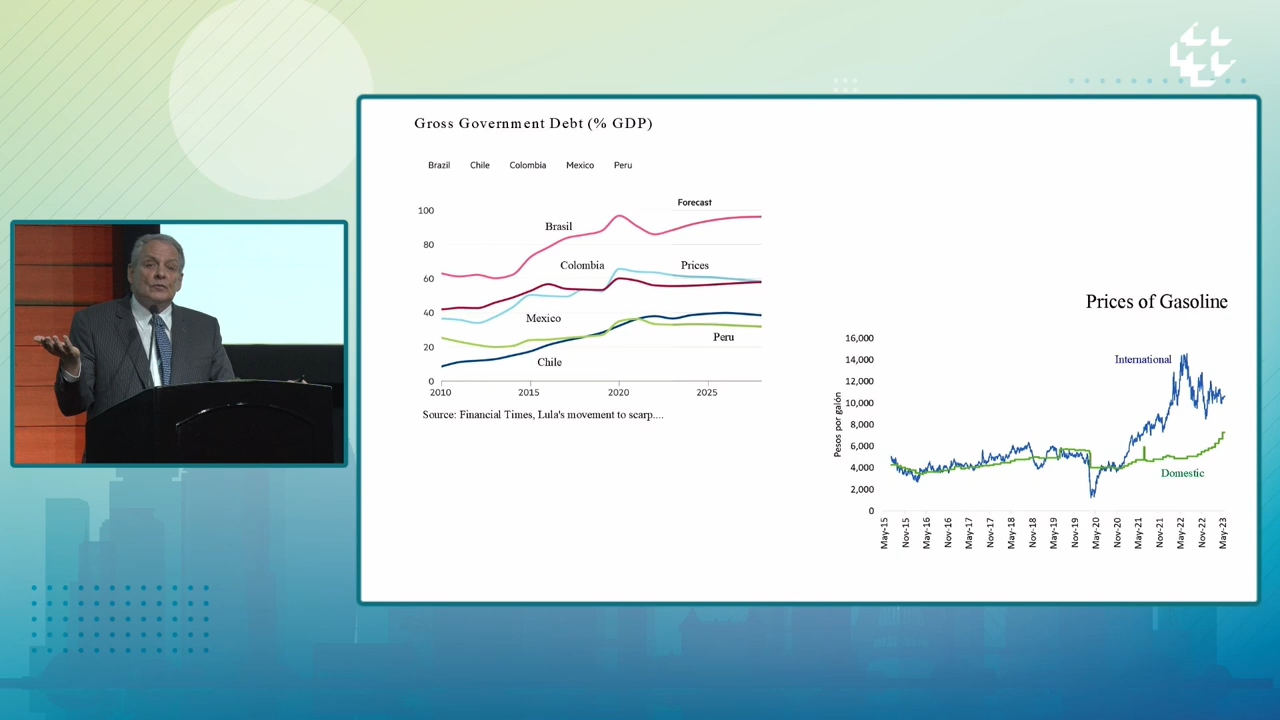 Gross Government Debt (% GDP)
Brazil Chile Colombia Mexico Peru
Forecast
100
80
60
40
20
0
Brasil
Colombia
Prices
Mexico
Peru
Chile
2010 2015 2020 2025
Source: Financial Times, Lula's movement to scarp....
Prices of Gasoline
Pesos por galón
16,000
14,000
12,000
10,000
8,000
6,000
4,000
2,000
0
International
Domestic
May-15 Nov-15 May-16 Nov-16 May-17 Nov-17 May-18 Nov-18 May-19 Nov-19 May-20 Nov-20 May-21 Nov-21 May-22 Nov-22 May-23